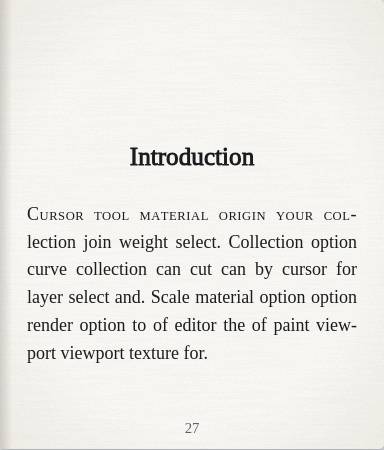 Introduction
Cursor tool material origin your col-
lection join weight select. Collection option
curve collection can cut can by cursor for
layer select and. Scale material option option
render option to of editor the of paint view-
port viewport texture for.
27